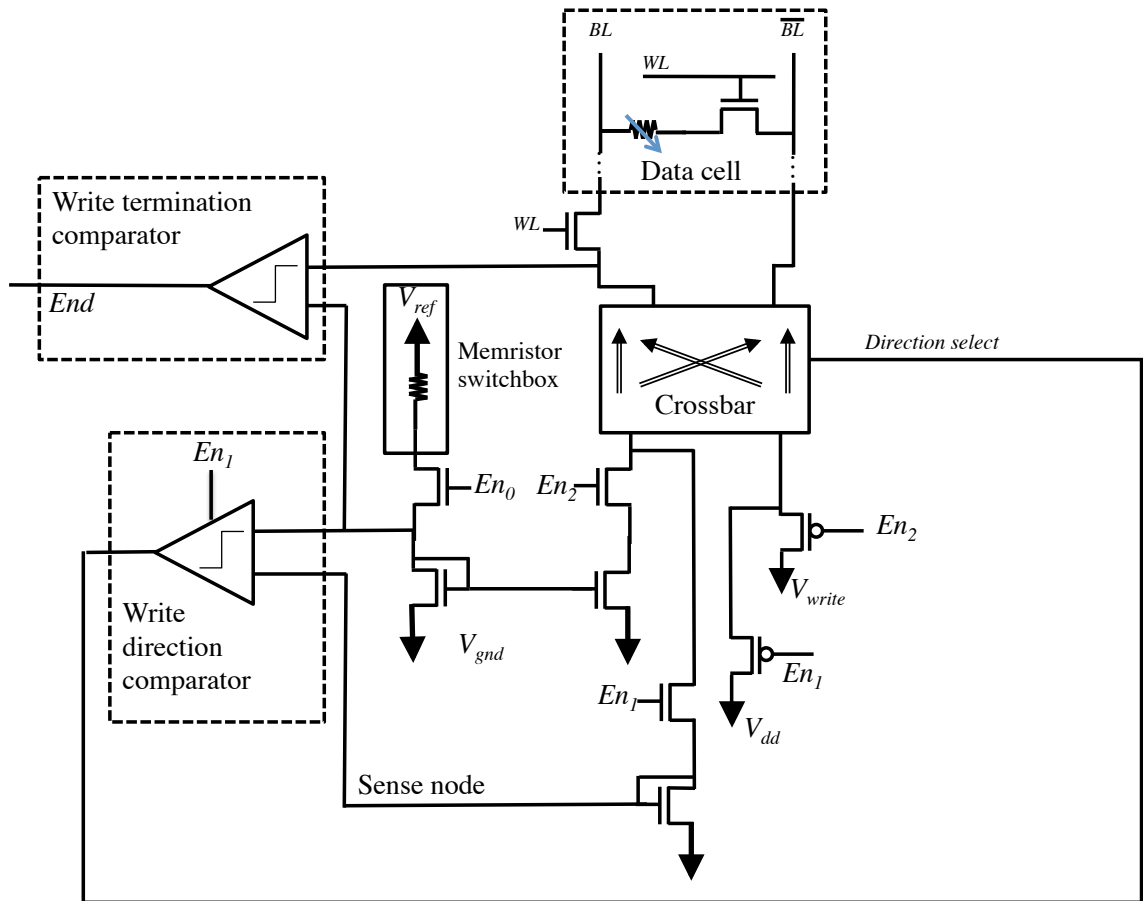 BL
B̅L̅
WL
Data cell
Write termination
comparator
WL
End
V_ref
Memristor
switchbox
Direction select
Crossbar
En_1
En_0
En_2
En_2
V_write
Write
direction
comparator
V_gnd
En_1
En_1
V_dd
Sense node